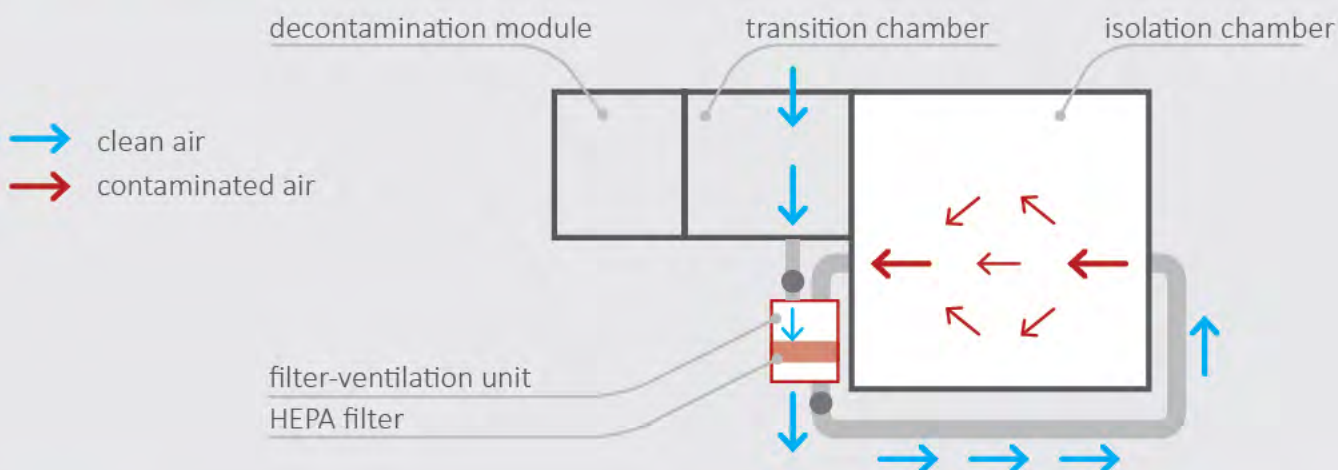 decontamination module
transition chamber
isolation chamber
clean air
contaminated air
filter-ventilation unit
HEPA filter